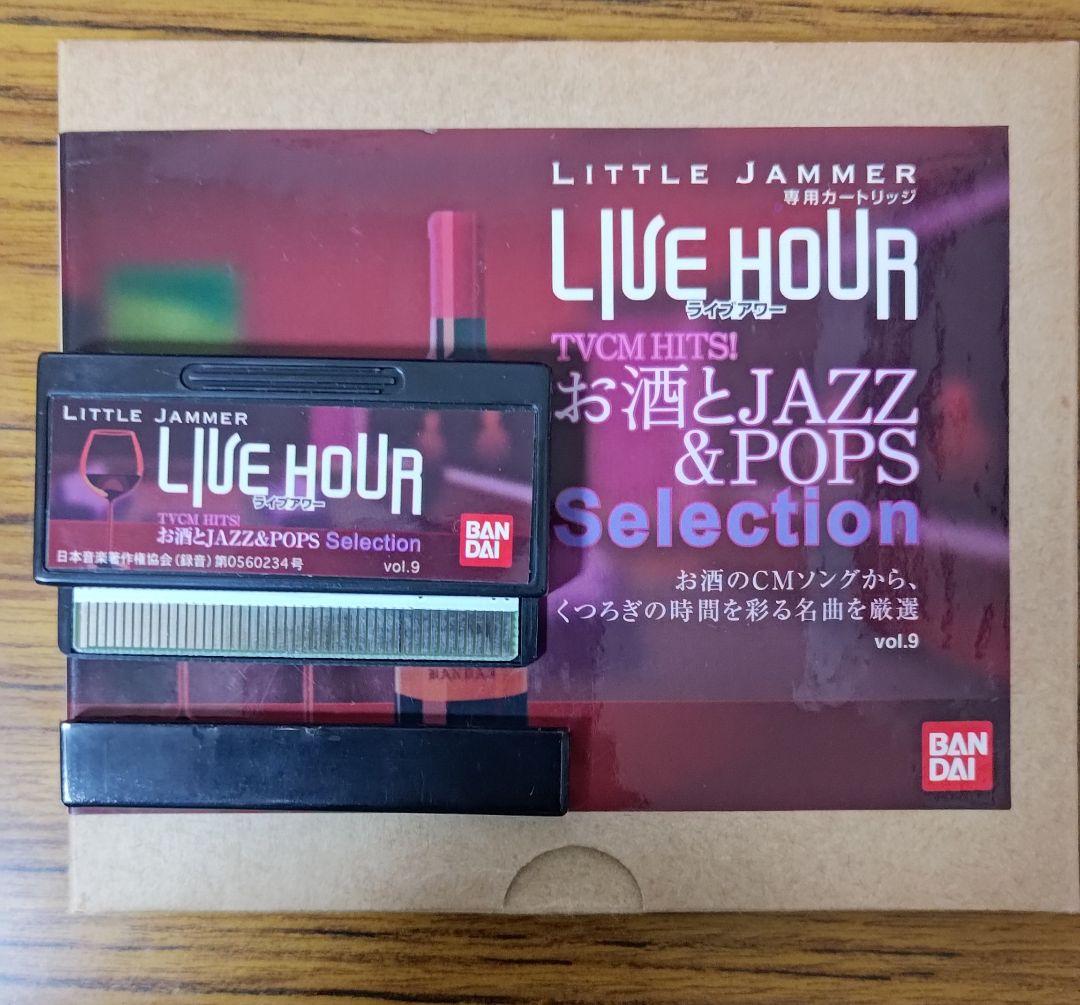 LITTLE JAMMER
専用カートリッジ
LIVE HOUR
ライブアワー
TVCM HITS!
お酒とJAZZ
&POPS
Selection
お酒のCMソングから、
くつろぎの時間を彩る名曲を厳選
vol.9
BAN
DAI
LITTLE JAMMER
LIVE HOUR
ライブアワー
TVCM HITS!
お酒とJAZZ&POPS Selection
日本音楽著作権協会(録音)第0560234号
vol.9
BAN
DAI